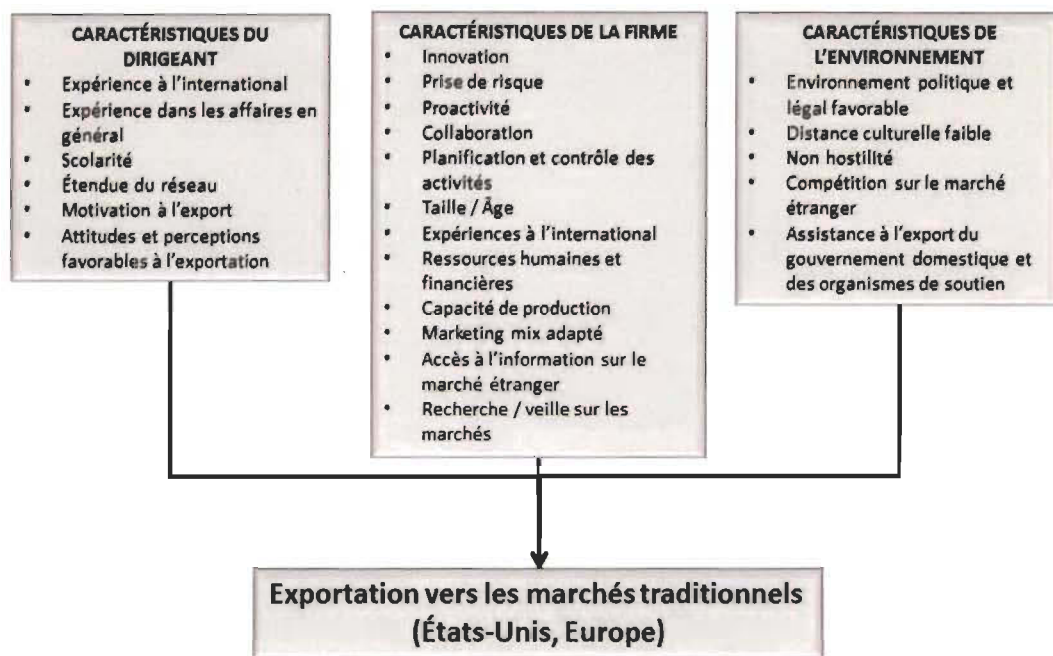 CARACTÉRISTIQUES DU
DIRIGEANT
• Expérience à l'international
• Expérience dans les affaires en
général
• Scolarité
• Étendue du réseau
• Motivation à l'export
• Attitudes et perceptions
favorables à l'exportation
CARACTÉRISTIQUES DE LA FIRME
• Innovation
• Prise de risque
• Proactivité
• Collaboration
• Planification et contrôle des
activités
• Taille / Âge
• Expériences à l'international
• Ressources humaines et
financières
• Capacité de production
• Marketing mix adapté
• Accès à l'information sur le
marché étranger
• Recherche / veille sur les
marchés
CARACTÉRISTIQUES DE
L'ENVIRONNEMENT
• Environnement politique et
légal favorable
• Distance culturelle faible
• Non hostilité
• Compétition sur le marché
étranger
• Assistance à l'export du
gouvernement domestique et
des organismes de soutien
Exportation vers les marchés traditionnels
(États-Unis, Europe)